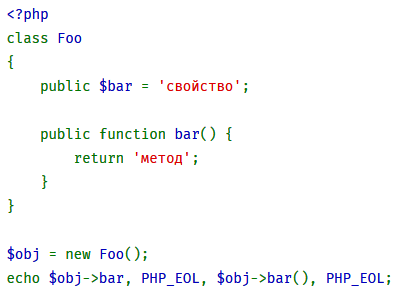 <?php
class Foo
{
    public $bar = 'свойство';

    public function bar() {
        return 'метод';
    }
}

$obj = new Foo();
echo $obj->bar, PHP_EOL, $obj->bar(), PHP_EOL;